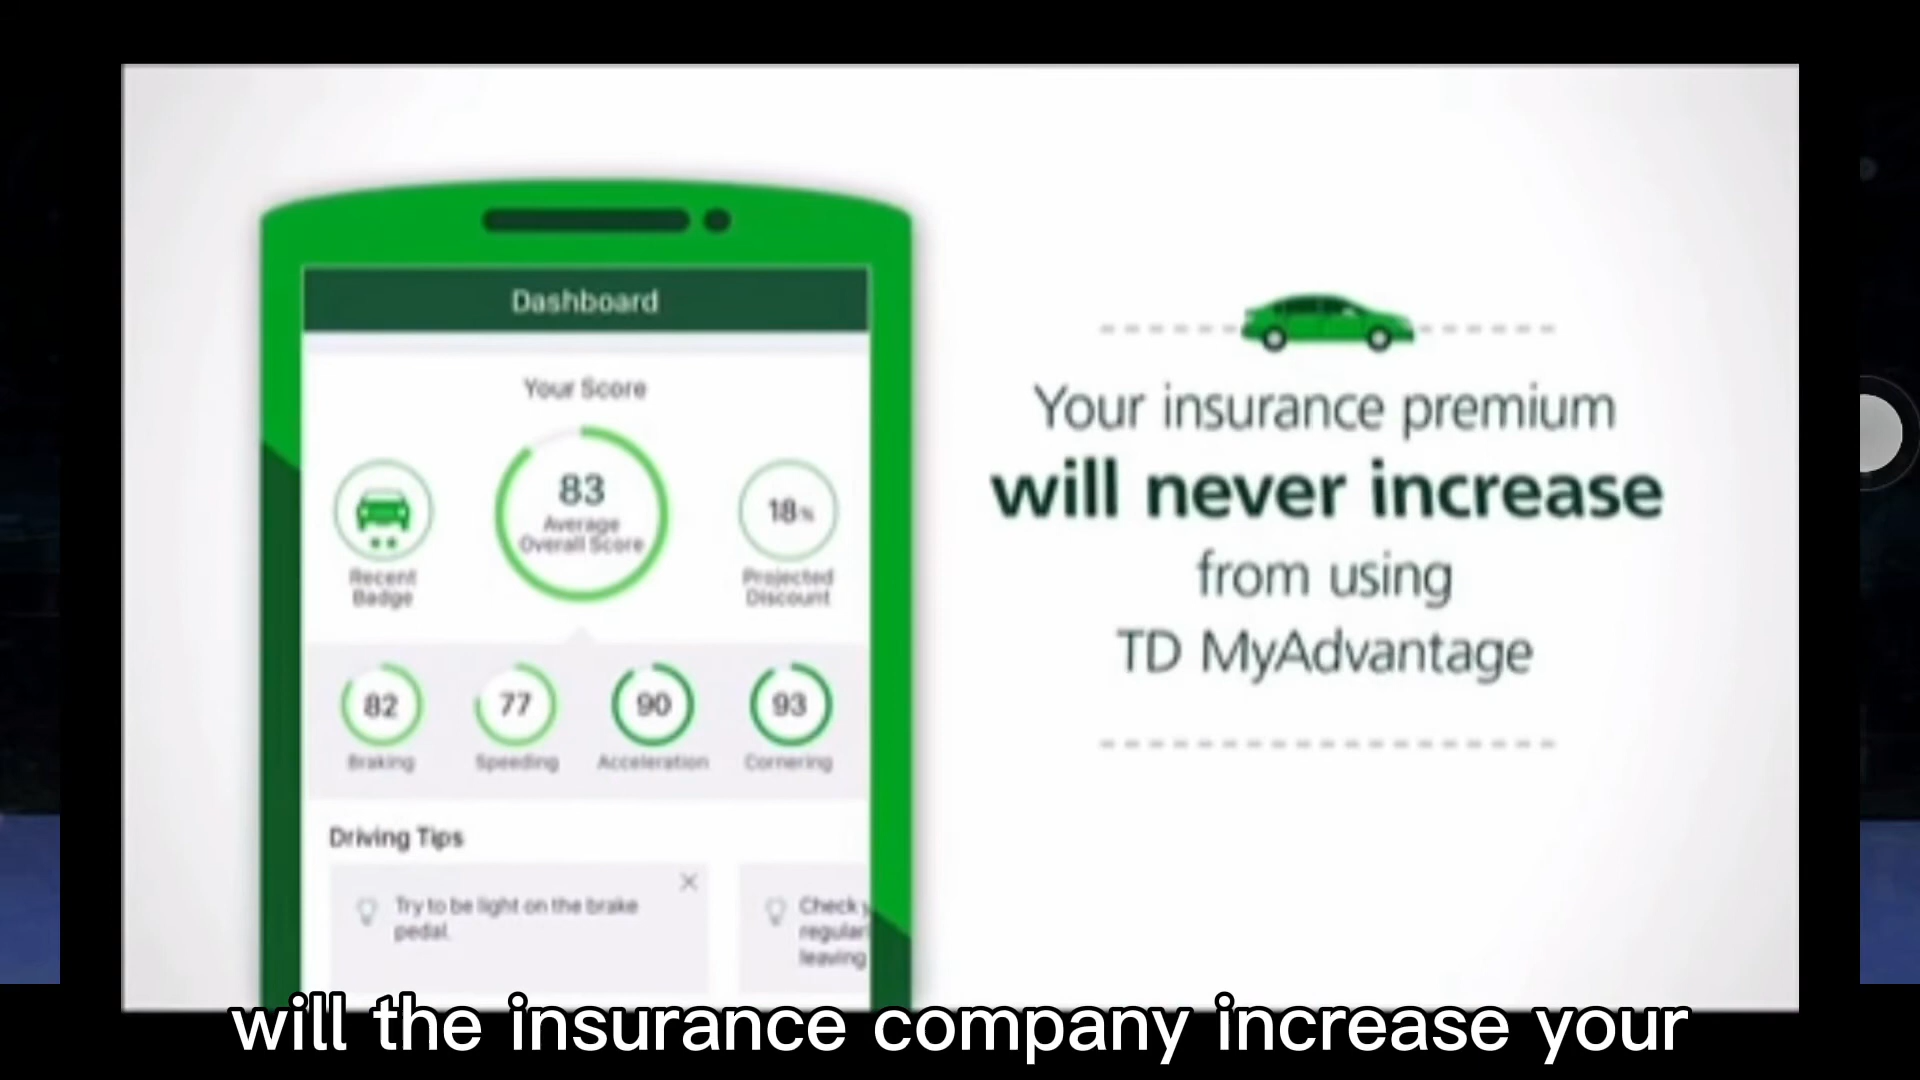 Dashboard
Your Score
83
Average
Overall Score
18%
Recent
Badge
Projected
Discount
82
77
90
93
Braking
Speeding
Acceleration
Cornering
Driving Tips
Try to be light on the brake
pedal.
Check
regular
leaving
Your insurance premium
will never increase
from using
TD MyAdvantage
will the insurance company increase your